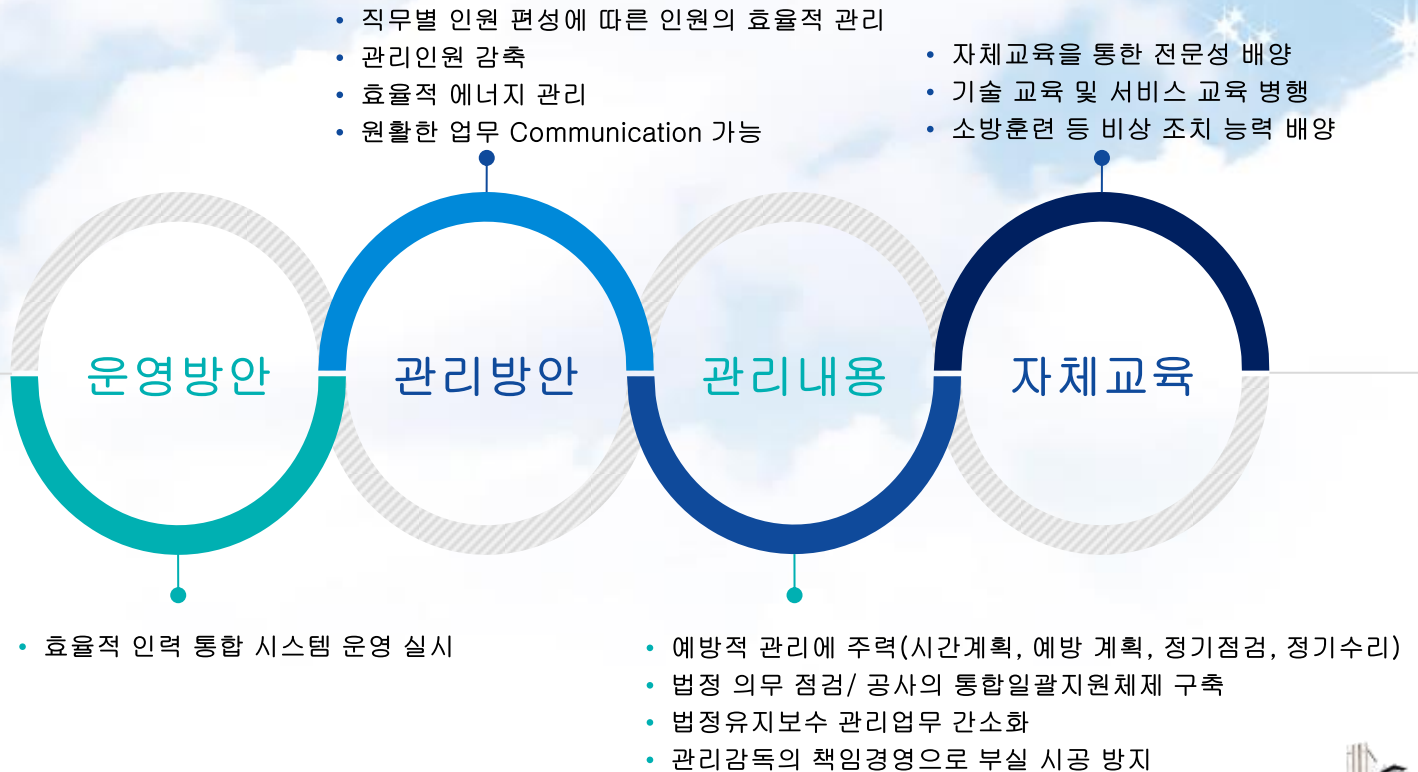 • 직무별 인원 편성에 따른 인원의 효율적 관리
• 관리인원 감축
• 효율적 에너지 관리
• 원활한 업무 Communication 가능
• 자체교육을 통한 전문성 배양
• 기술 교육 및 서비스 교육 병행
• 소방훈련 등 비상 조치 능력 배양
운영방안
관리방안
관리내용
자체교육
• 효율적 인력 통합 시스템 운영 실시
• 예방적 관리에 주력(시간계획, 예방 계획, 정기점검, 정기수리)
• 법정 의무 점검/ 공사의 통합일괄지원체제 구축
• 법정유지보수 관리업무 간소화
• 관리감독의 책임경영으로 부실 시공 방지